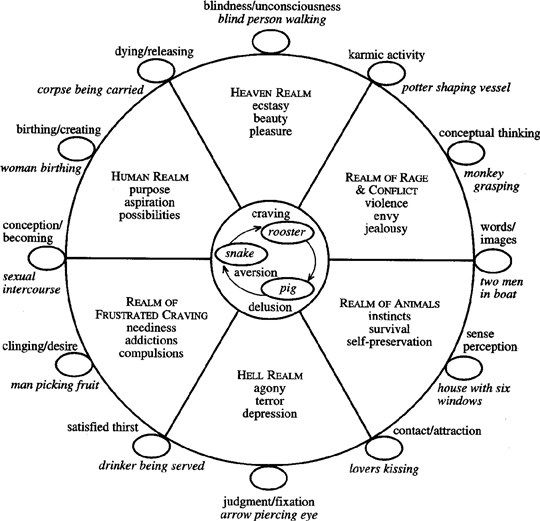 blindness/unconsciousness
blind person walking
karmic activity
potter shaping vessel
conceptual thinking
monkey
grasping
words/
images
two men
in boat
sense
perception
house with six
windows
contact/attraction
lovers kissing
judgment/fixation
arrow piercing eye
satisfied thirst
drinker being served
clinging/desire
man picking fruit
conception/
becoming
sexual
intercourse
birthing/creating
woman birthing
dying/releasing
corpse being carried
HEAVEN REALM
ecstasy
beauty
pleasure
REALM OF RAGE
& CONFLICT
violence
envy
jealousy
REALM OF ANIMALS
instincts
survival
self-preservation
HELL REALM
agony
terror
depression
REALM OF
FRUSTRATED CRAVING
neediness
addictions
compulsions
HUMAN REALM
purpose
aspiration
possibilities
craving
rooster
snake
aversion
pig
delusion